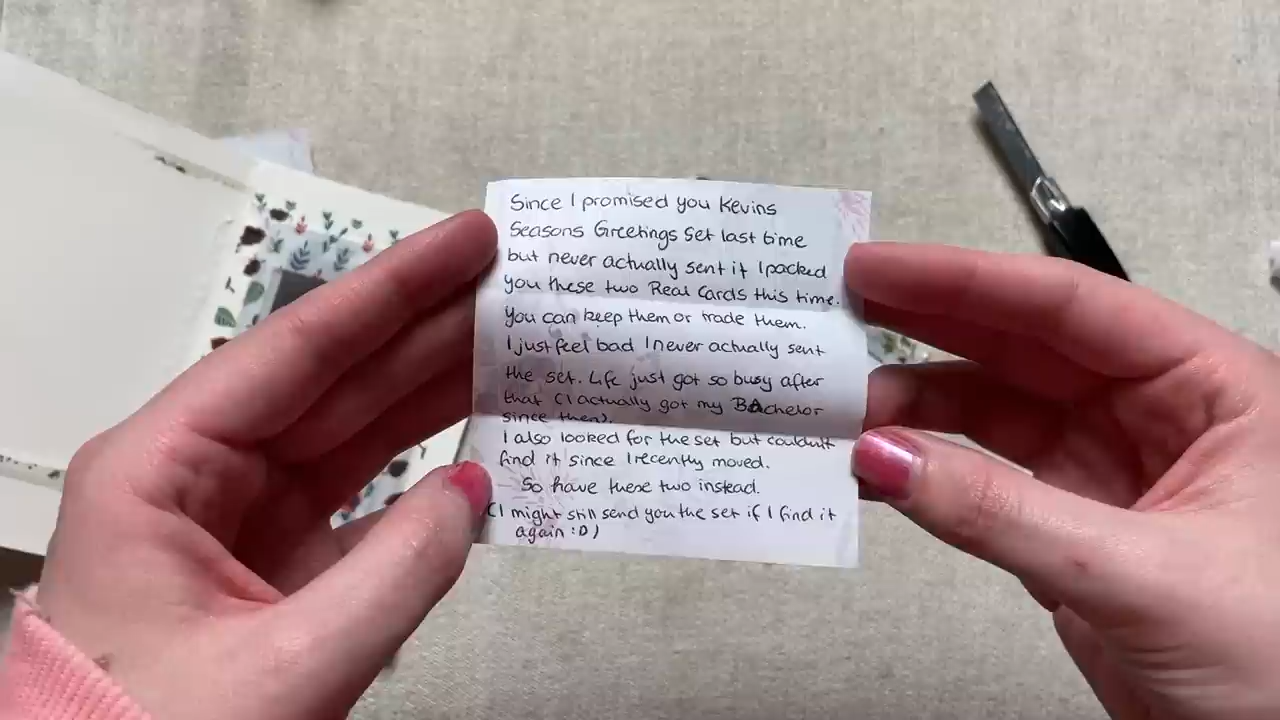 Since I promised you Kevins
Seasons Greetings Set last time
but never actually sent it I packed
you these two Real Cards this time.
You can keep them or trade them.
I just feel bad I never actually sent
the set. Life just got so busy after
that (I actually got my BAchelor
since then).
I also looked for the set but couldn't
find it since I recently moved.
So have these two instead.
(I might still send you the set if I find it
again :D)